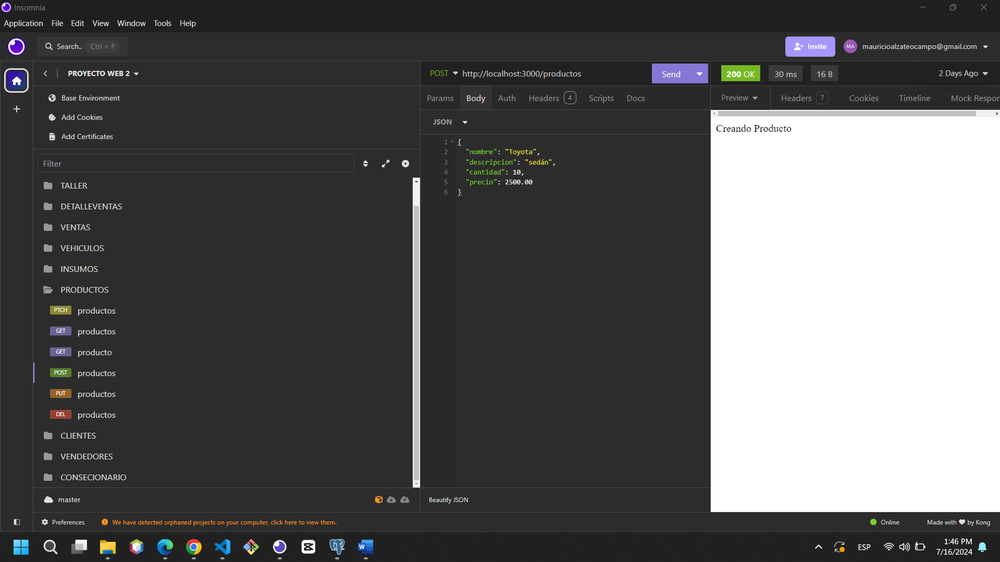 Insomnia
Application File Edit View Window Tools Help
Search.. Ctrl + P
Invite
MA mauricioalzateocampo@gmail.com
PROYECTO WEB 2
Base Environment
Add Cookies
Add Certificates
Filter
TALLER
DETALLEVENTAS
VENTAS
VEHICULOS
INSUMOS
PRODUCTOS
PTCH productos
GET productos
GET producto
POST productos
PUT productos
DEL productos
CLIENTES
VENDEDORES
CONSECIONARIO
master
POST http://localhost:3000/productos Send
Params Body Auth Headers 4 Scripts Docs
JSON
1 {
2 "nombre": "Toyota",
3 "descripcion": "sedán",
4 "cantidad": 10,
5 "precio": 2500.00
6 }
Beautify JSON
200 OK 30 ms 16 B 2 Days Ago
Preview Headers 7 Cookies Timeline Mock Respor
Creando Producto
Preferences We have detected orphaned projects on your computer, click here to view them.
Online Made with ❤ by Kong
ESP
1:46 PM
7/16/2024